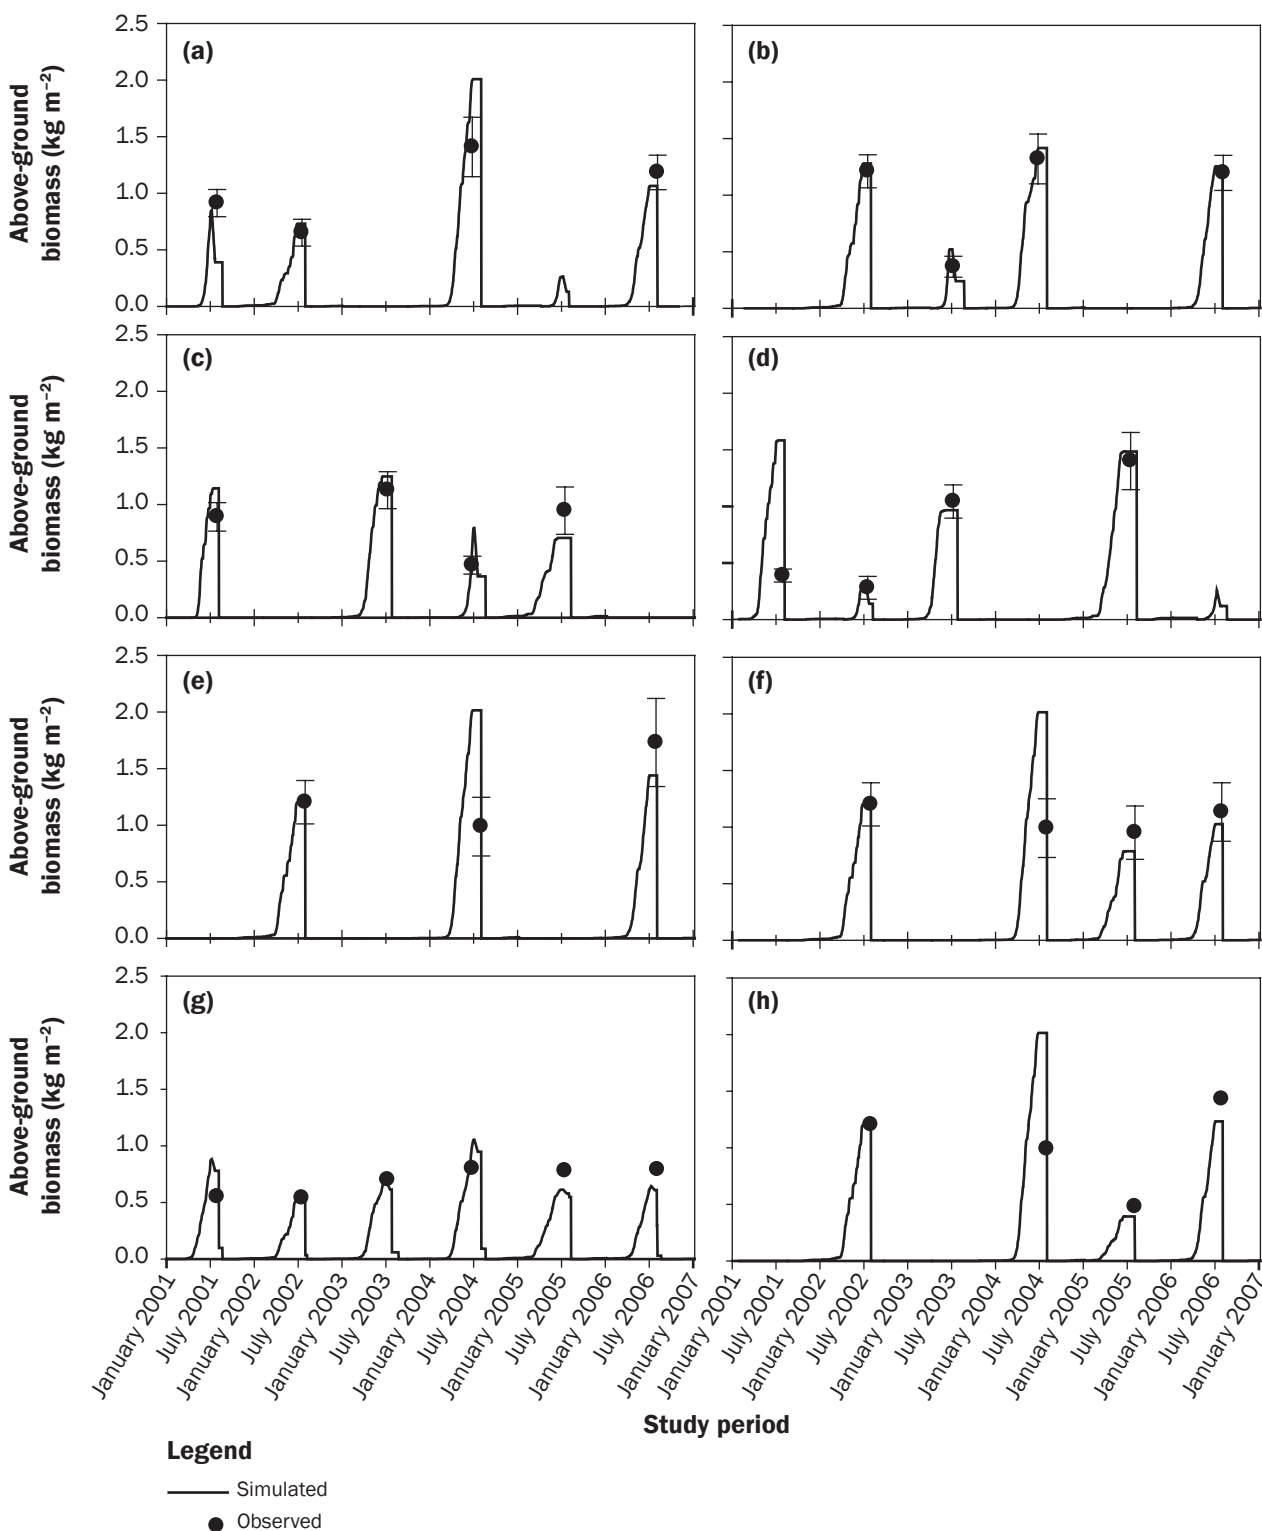 Above-ground
biomass (kg m⁻²)
2.5
2.0
1.5
1.0
0.5
0.0
(a)
(b)
Above-ground
biomass (kg m⁻²)
2.5
2.0
1.5
1.0
0.5
0.0
(c)
(d)
Above-ground
biomass (kg m⁻²)
2.5
2.0
1.5
1.0
0.5
0.0
(e)
(f)
Above-ground
biomass (kg m⁻²)
2.5
2.0
1.5
1.0
0.5
0.0
(g)
(h)
January 2001
July 2001
January 2002
July 2002
January 2003
July 2003
January 2004
July 2004
January 2005
July 2005
January 2006
July 2006
January 2007
January 2001
July 2001
January 2002
July 2002
January 2003
July 2003
January 2004
July 2004
January 2005
July 2005
January 2006
July 2006
January 2007
Study period
Legend
Simulated
Observed